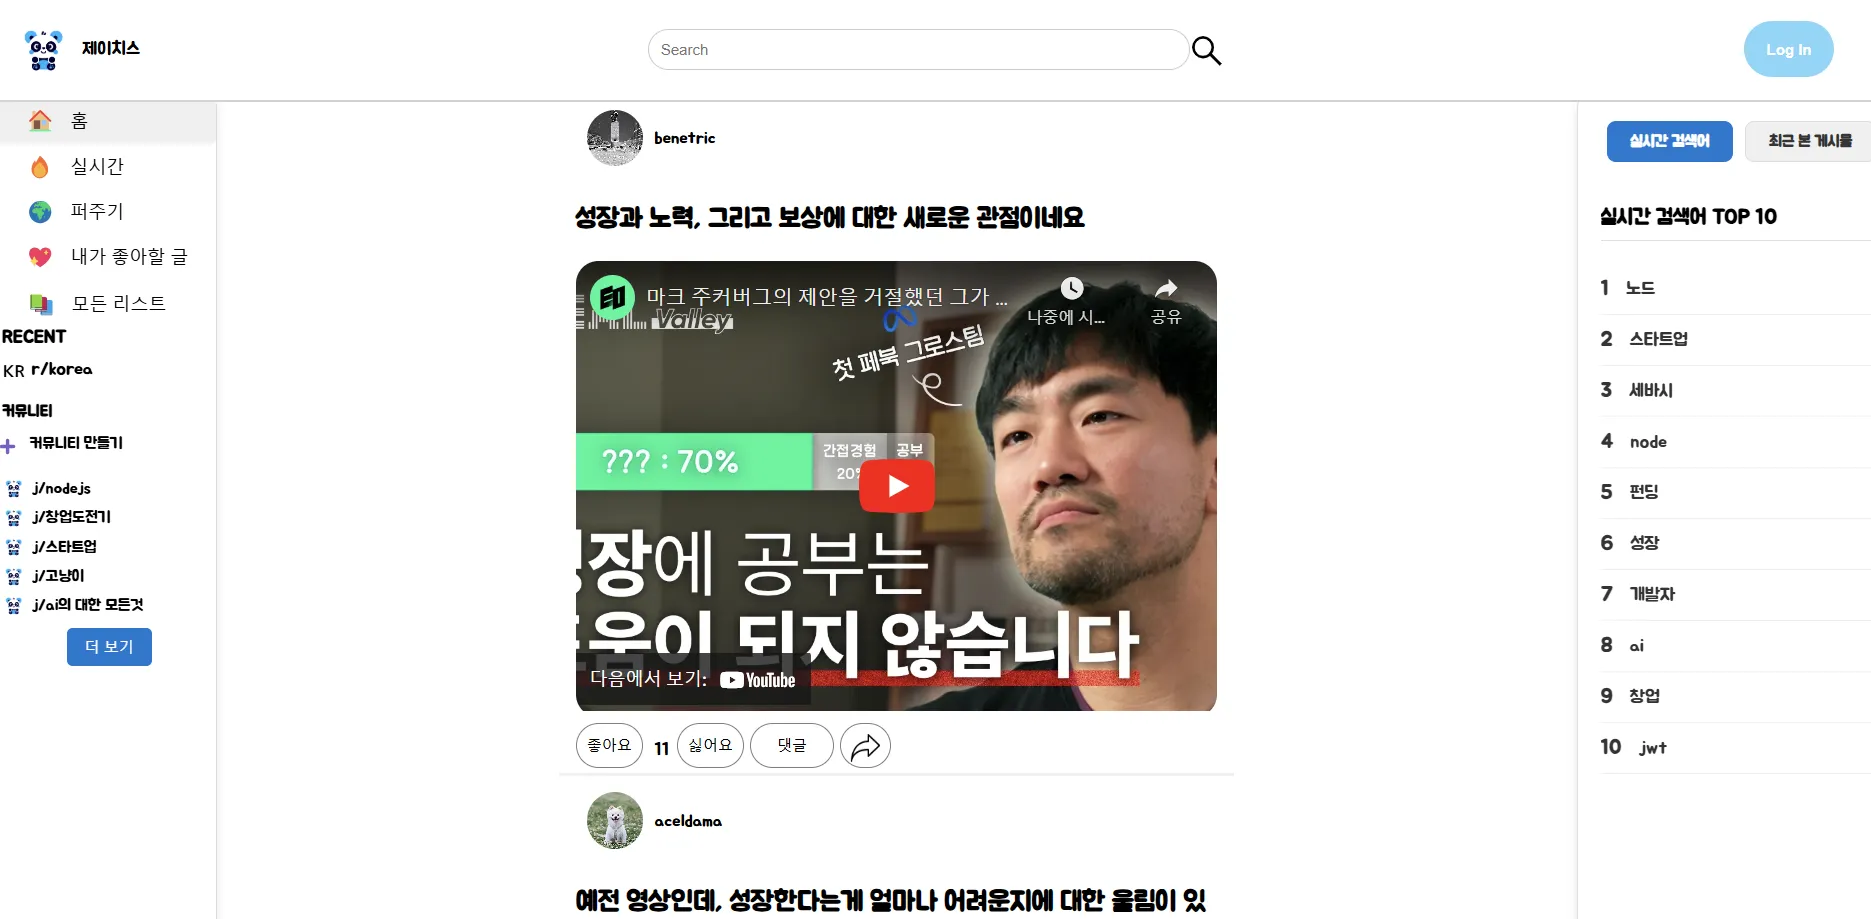 제이치스
Search
Log In
홈
실시간
퍼주기
내가 좋아할 글
모든 리스트
RECENT
KR r/korea
커뮤니티
커뮤니티 만들기
j/nodejs
j/창업도전기
j/스타트업
j/고냥이
j/ai의 대한 모든것
더 보기
benetric
성장과 노력, 그리고 보상에 대한 새로운 관점이네요
EO 마크 주커버그의 제안을 거절했던 그가 ...
나중에 시...
공유
Valley
첫 페북 그로스팀
??? : 70%
간접경험
공부
20%
성장에 공부는
도움이 되지 않습니다
다음에서 보기: YouTube
좋아요
11
싫어요
댓글
aceldama
예전 영상인데, 성장한다는게 얼마나 어려운지에 대한 울림이 있
실시간 검색어
최근 본 게시물
실시간 검색어 TOP 10
1 노드
2 스타트업
3 세바시
4 node
5 펀딩
6 성장
7 개발자
8 ai
9 창업
10 jwt